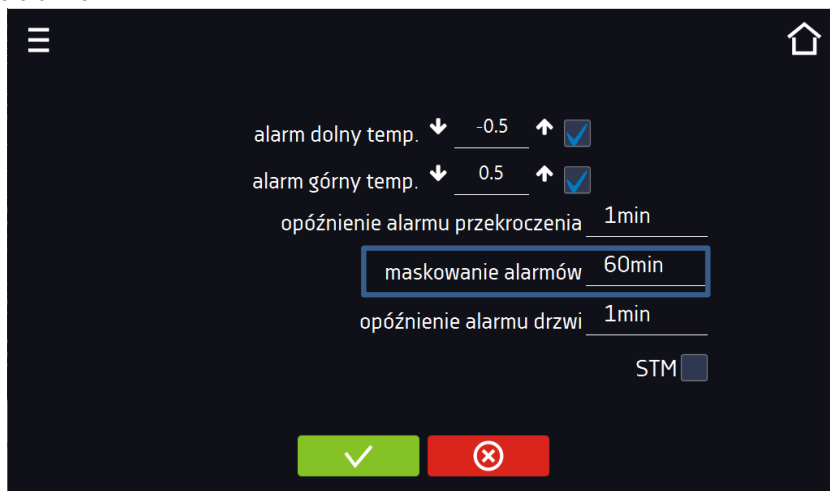 alarm dolny temp. -0.5
alarm górny temp. 0.5
opóźnienie alarmu przekroczenia 1min
maskowanie alarmów 60min
opóźnienie alarmu drzwi 1min
STM